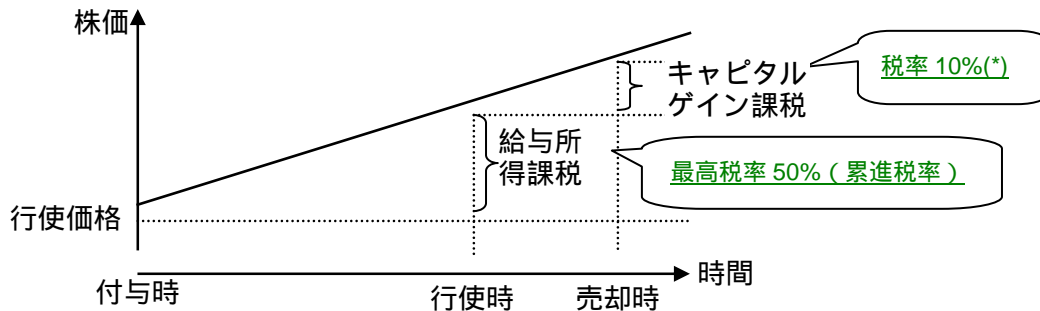 株価
キャピタル
ゲイン課税
税率 10%(*)
給与所
得課税
最高税率 50%（累進税率）
行使価格
時間
付与時
行使時
売却時